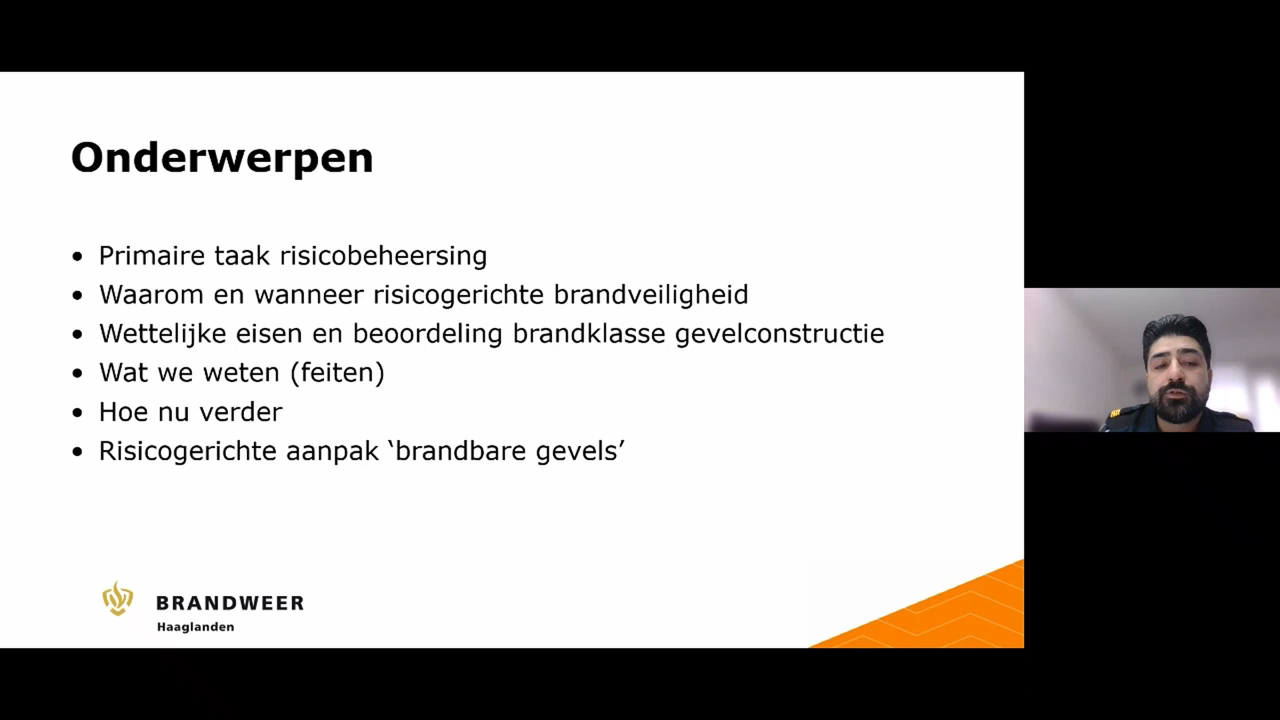 Onderwerpen
• Primaire taak risicobeheersing
• Waarom en wanneer risicogerichte brandveiligheid
• Wettelijke eisen en beoordeling brandklasse gevelconstructie
• Wat we weten (feiten)
• Hoe nu verder
• Risicogerichte aanpak ‘brandbare gevels’
BRANDWEER
Haaglanden